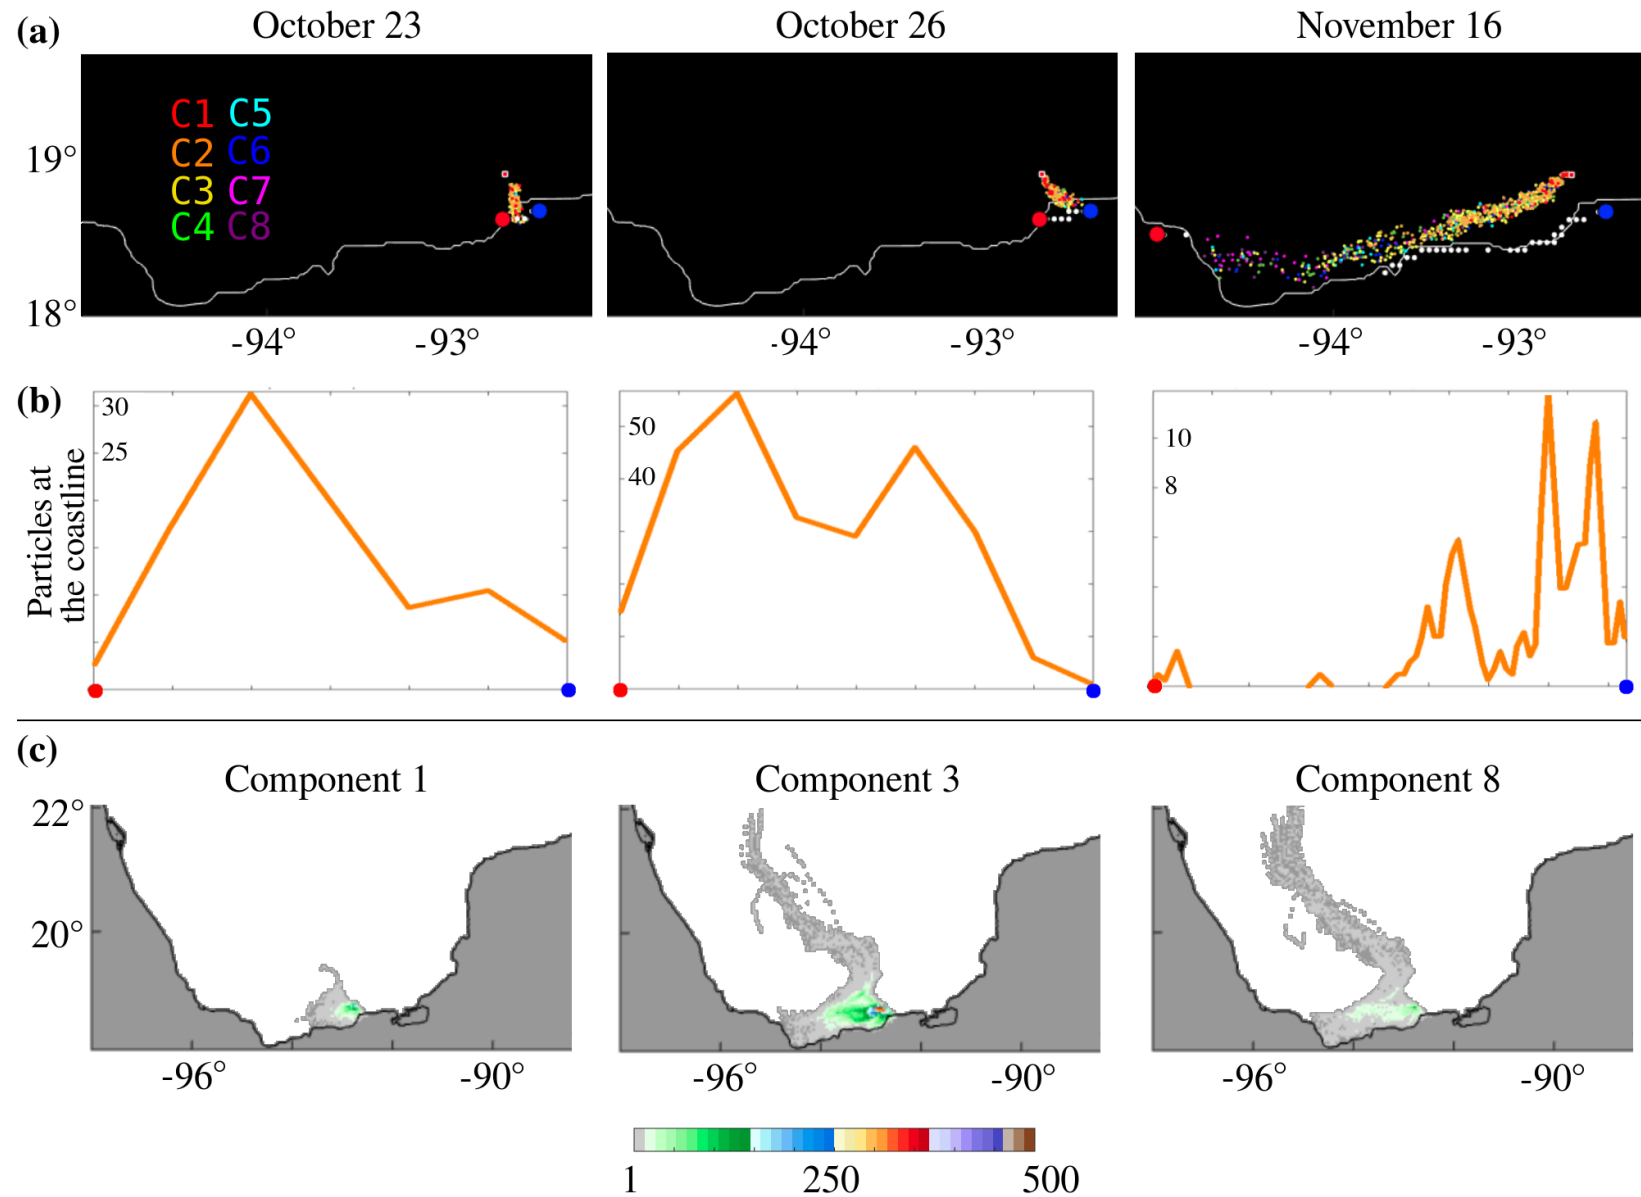 (a) October 23 October 26 November 16
C1 C5
C2 C6
C3 C7
C4 C8
19°
18°
-94° -93° -94° -93° -94° -93°
(b)
Particles at
the coastline
30
25
50
40
10
8
(c)
Component 1 Component 3 Component 8
22°
20°
-96° -90° -96° -90° -96° -90°
1 250 500